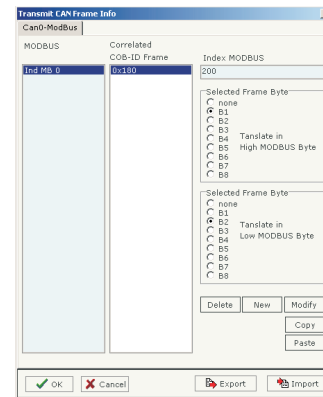 Transmit CAN Frame Info
Can0-ModBus
MODBUS
Correlated
COB-ID Frame
Index MODBUS
Ind MB 0
0x180
200
Selected Frame Byte
none
B1
B2
B3
B4
B5
B6
B7
B8
Tanslate in
High MODBUS Byte
Selected Frame Byte
none
B1
B2
B3
B4
B5
B6
B7
B8
Tanslate in
Low MODBUS Byte
Delete
New
Modify
Copy
Paste
OK
Cancel
Export
Import